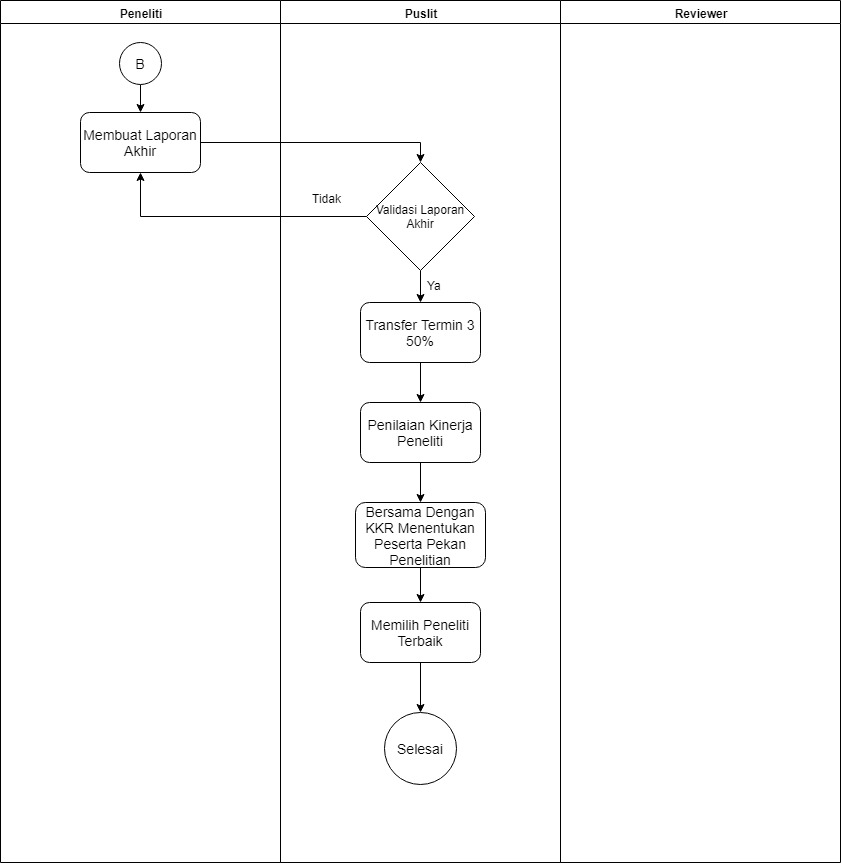 Peneliti
Puslit
Reviewer
B
Membuat Laporan
Akhir
Tidak
Validasi Laporan
Akhir
Ya
Transfer Termin 3
50%
Penilaian Kinerja
Peneliti
Bersama Dengan
KKR Menentukan
Peserta Pekan
Penelitian
Memilih Peneliti
Terbaik
Selesai